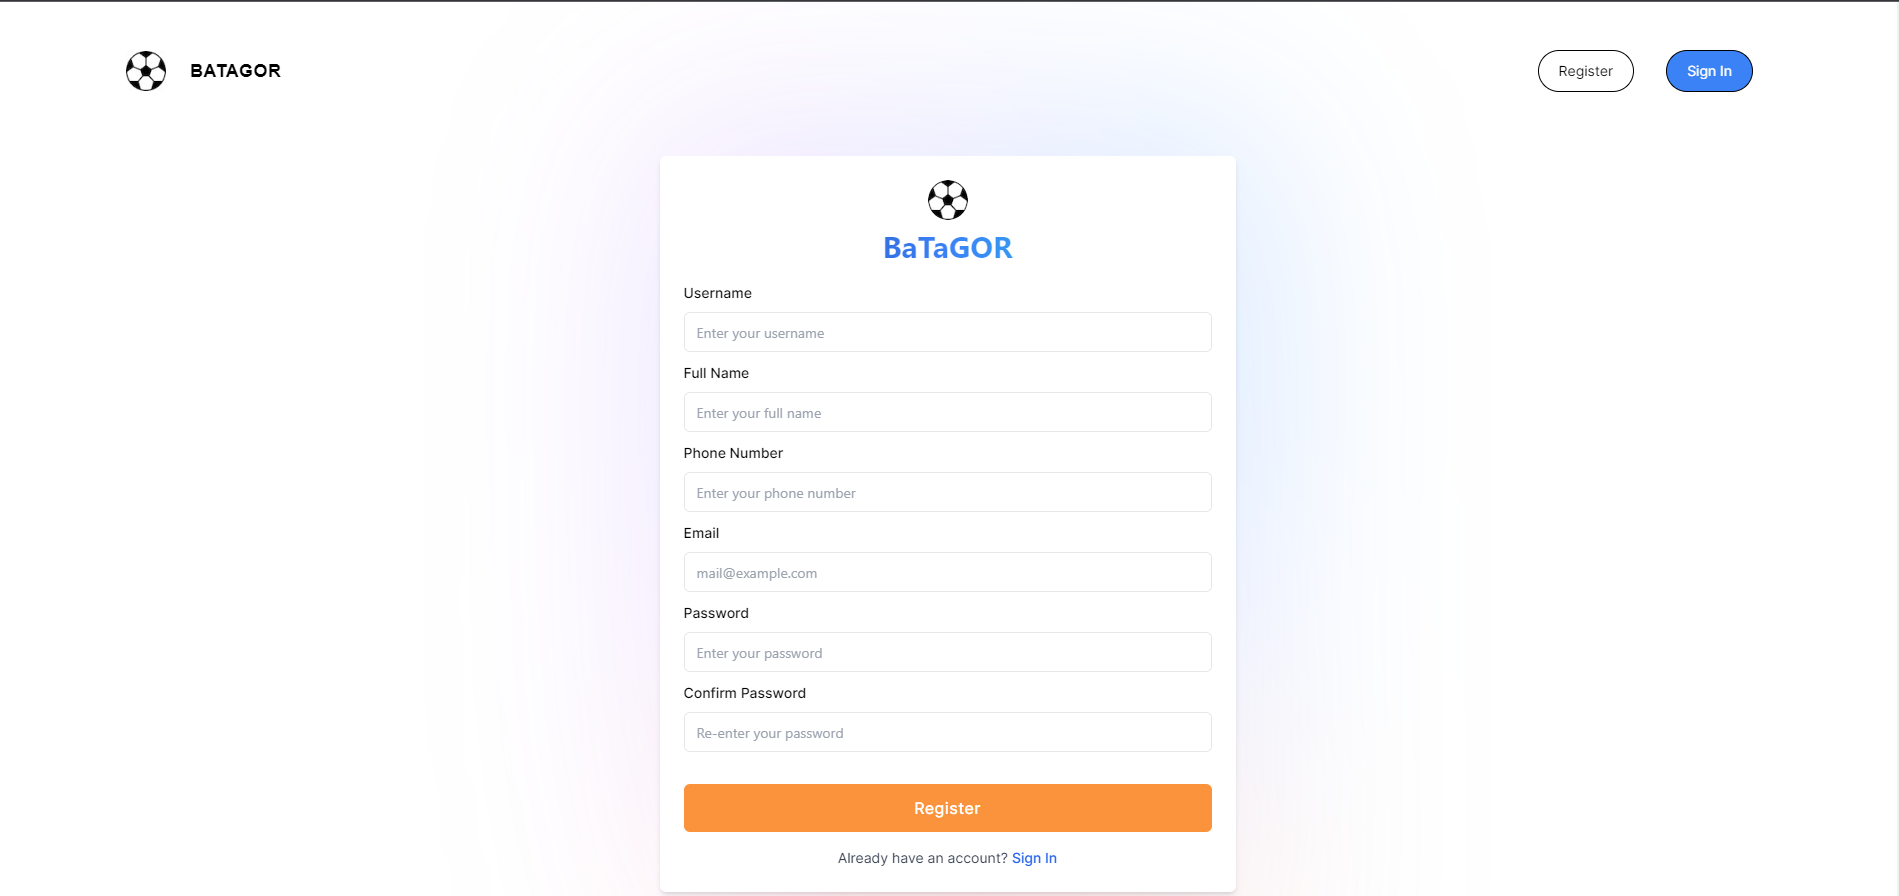 BATAGOR
Register
Sign In
BaTaGOR
Username
Enter your username
Full Name
Enter your full name
Phone Number
Enter your phone number
Email
mail@example.com
Password
Enter your password
Confirm Password
Re-enter your password
Register
Already have an account? Sign In